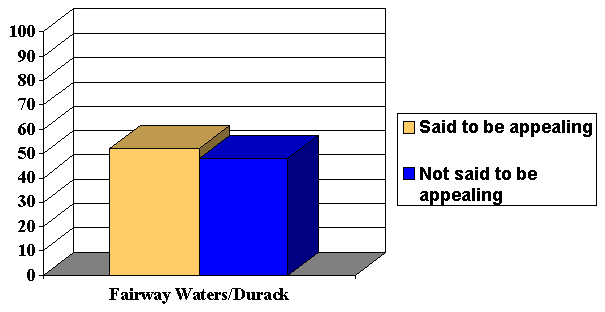 100
90
80
70
60
50
40
30
20
10
0
Fairway Waters/Durack
Said to be appealing
Not said to be
appealing